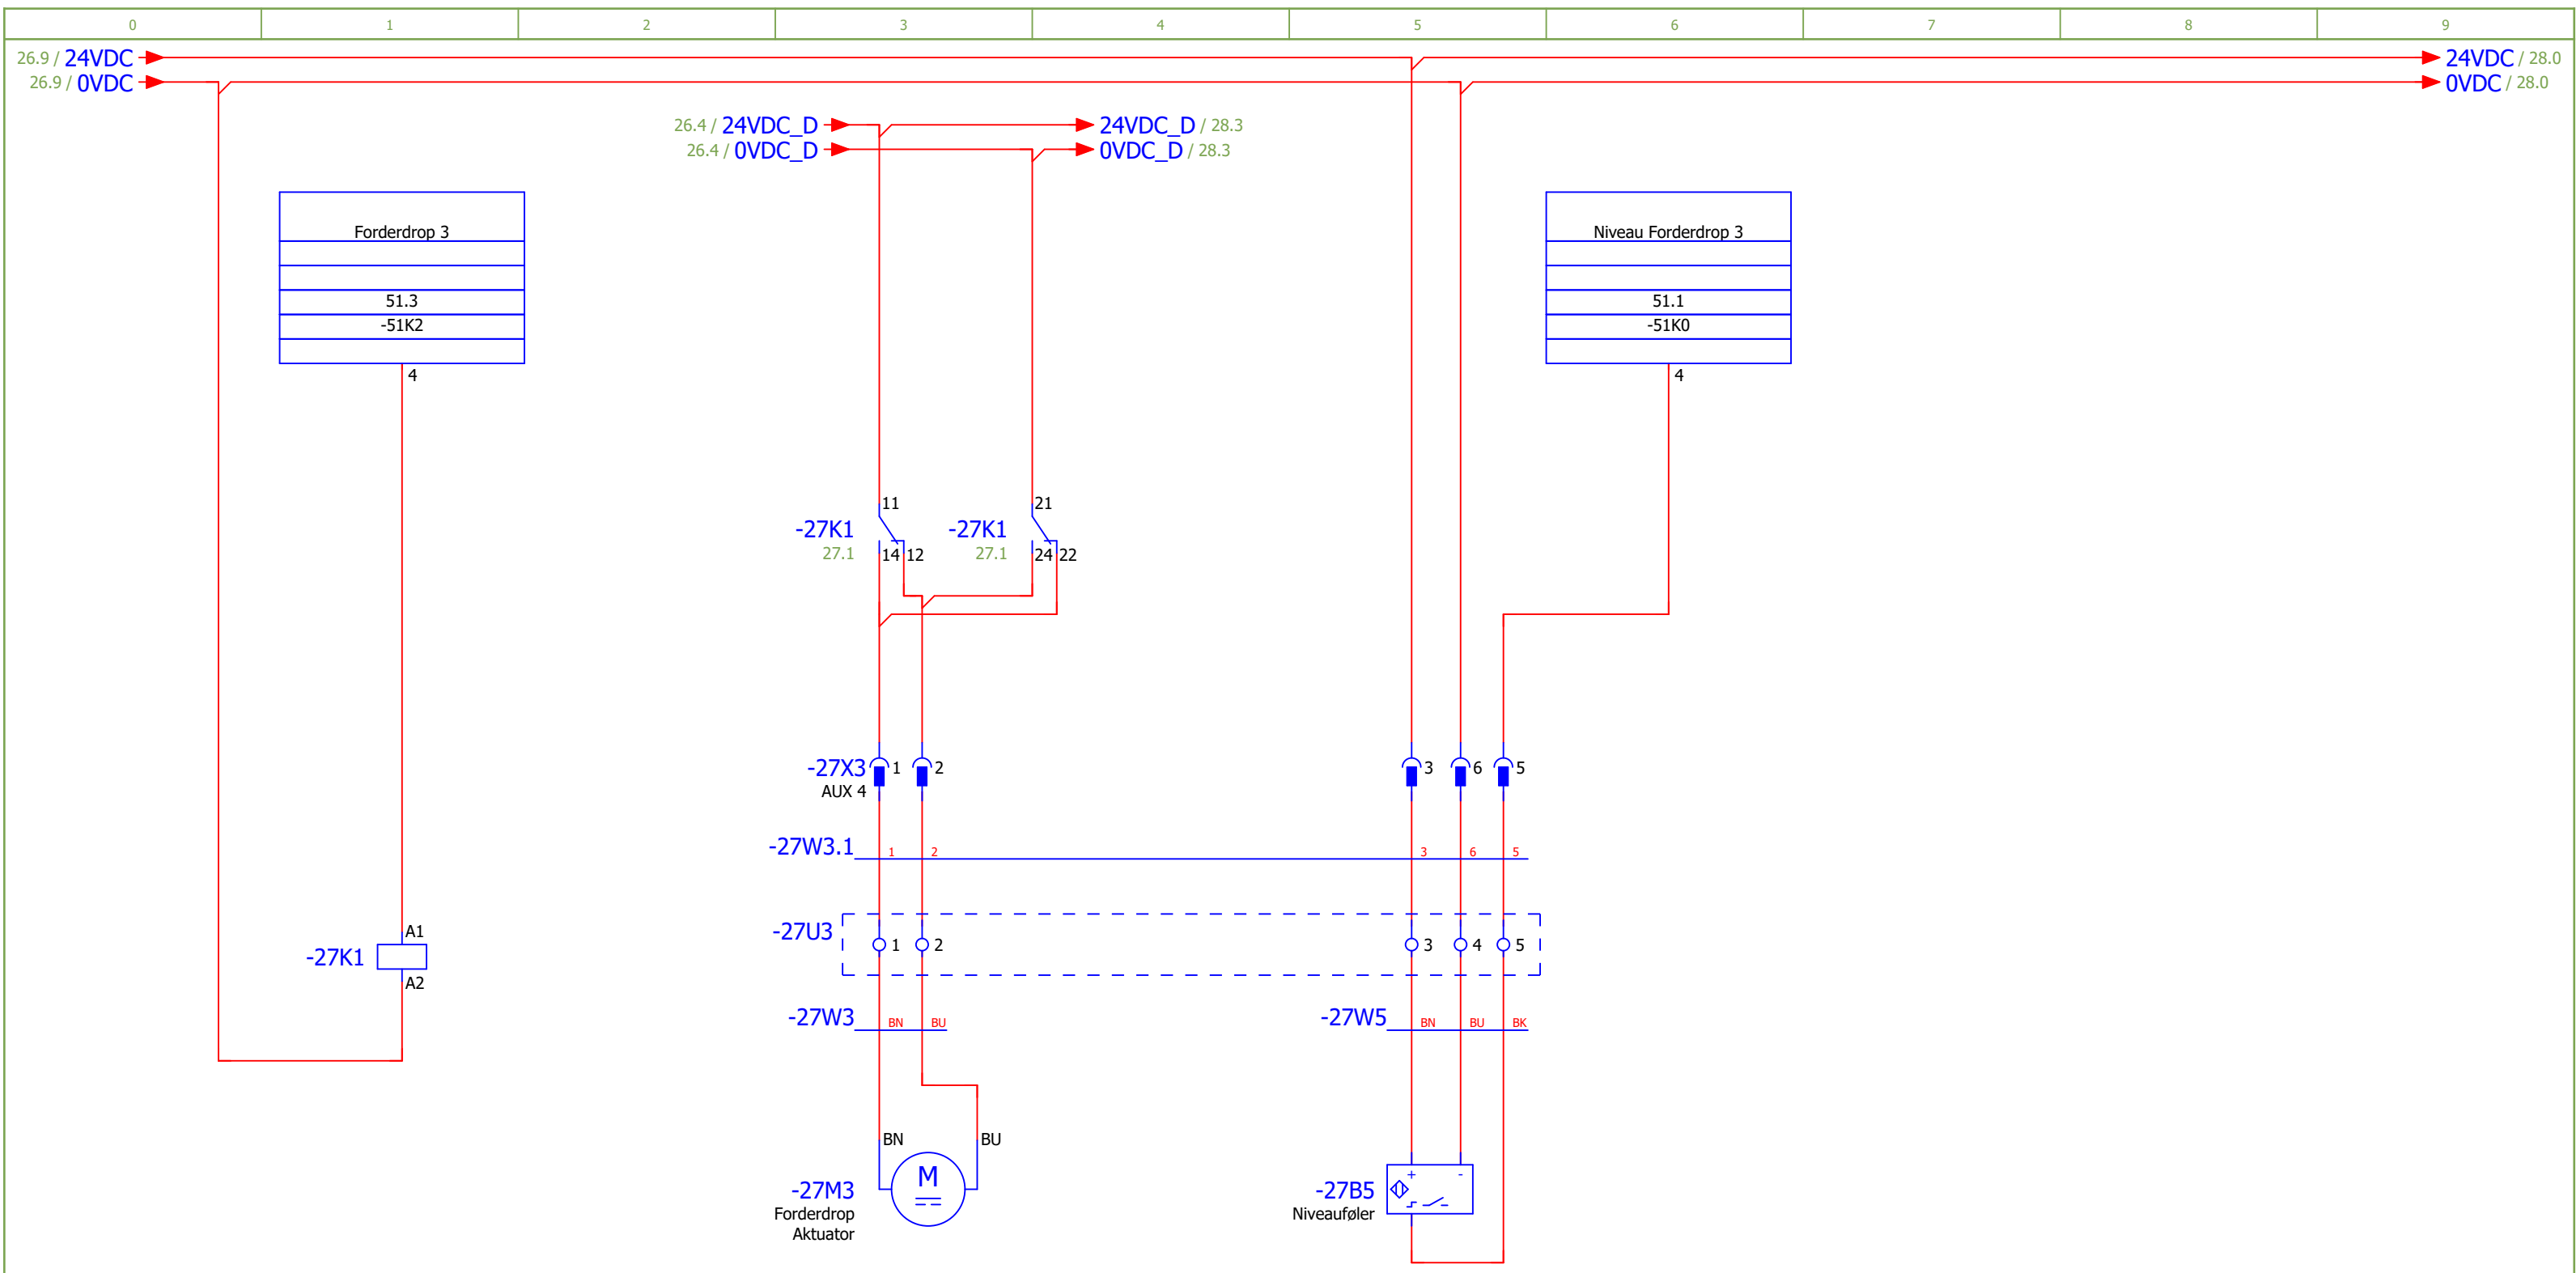 0 1 2 3 4 5 6 7 8 9
26.9 / 24VDC 24VDC / 28.0
26.9 / 0VDC 0VDC / 28.0
26.4 / 24VDC_D 24VDC_D / 28.3
26.4 / 0VDC_D 0VDC_D / 28.3
Forderdrop 3
51.3
-51K2
4
Niveau Forderdrop 3
51.1
-51K0
4
11 21
-27K1 -27K1
27.1 14 12 27.1 24 22
-27X3 1 2 3 6 5
AUX 4
-27W3.1 1 2 3 6 5
-27U3 1 2 3 4 5
A1
-27K1
A2
-27W3 BN BU -27W5 BN BU BK
BN BU
M
-27M3
Forderdrop
Aktuator
+ -
-27B5
Niveauføler